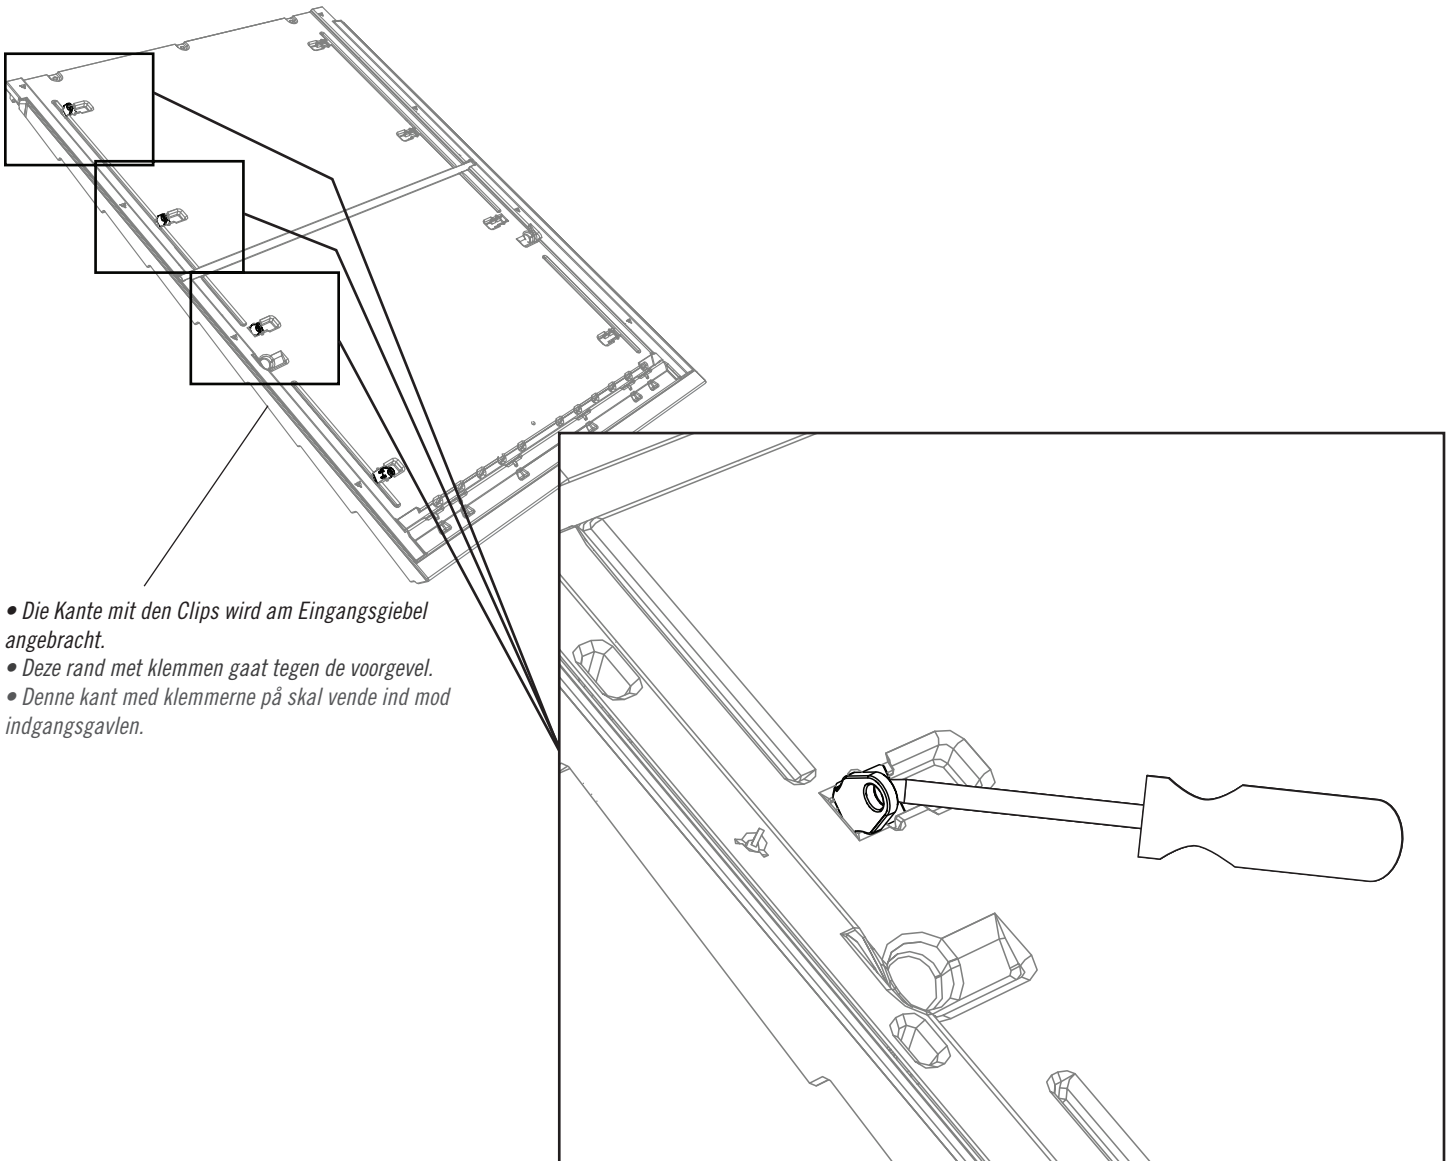 • Die Kante mit den Clips wird am Eingangsgiebel
angebracht.
• Deze rand met klemmen gaat tegen de voorgevel.
• Denne kant med klemmerne på skal vende ind mod
indgangsgavlen.